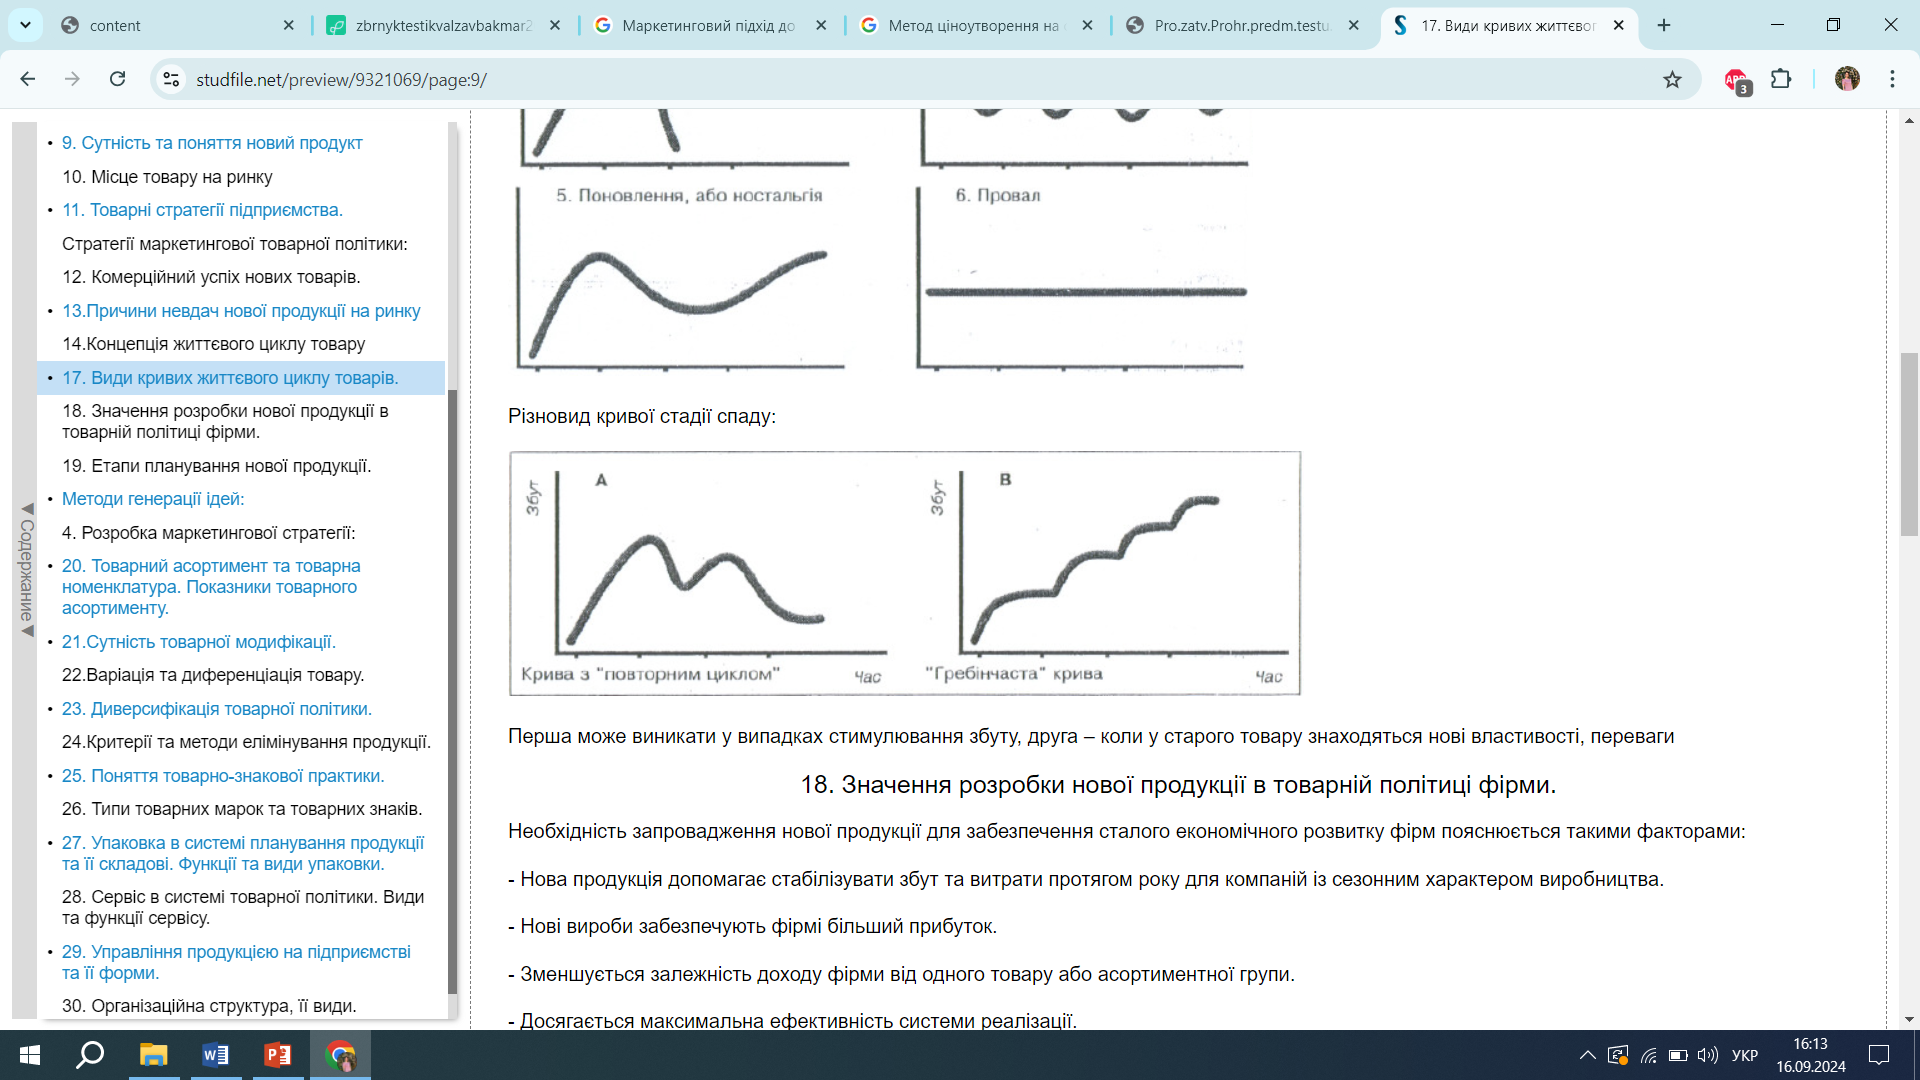 content
zbrnyktestikvalzavbakmar2
Маркетинговий підхід до
Метод ціноутворення на
Pro.zatv.Prohr.predm.testu.
17. Види кривих життєвог
studfile.net/preview/9321069/page:9/
ABP
3
Содержание
9. Сутність та поняття новий продукт
10. Місце товару на ринку
11. Товарні стратегії підприємства.
Стратегії маркетингової товарної політики:
12. Комерційний успіх нових товарів.
13.Причини невдач нової продукції на ринку
14.Концепція життєвого циклу товару
17. Види кривих життєвого циклу товарів.
18. Значення розробки нової продукції в
товарній політиці фірми.
19. Етапи планування нової продукції.
Методи генерації ідей:
4. Розробка маркетингової стратегії:
20. Товарний асортимент та товарна
номенклатура. Показники товарного
асортименту.
21.Сутність товарної модифікації.
22.Варіація та диференціація товару.
23. Диверсифікація товарної політики.
24.Критерії та методи елімінування продукції.
25. Поняття товарно-знакової практики.
26. Типи товарних марок та товарних знаків.
27. Упаковка в системі планування продукції
та її складові. Функції та види упаковки.
28. Сервіс в системі товарної політики. Види
та функції сервісу.
29. Управління продукцією на підприємстві
та її форми.
30. Організаційна структура, її види.
5. Поновлення, або ностальгія
6. Провал
Різновид кривої стадії спаду:
Збут
А
Крива з "повторним циклом"
Час
Збут
В
"Гребінчаста" крива
Час
Перша може виникати у випадках стимулювання збуту, друга – коли у старого товару знаходяться нові властивості, переваги
18. Значення розробки нової продукції в товарній політиці фірми.
Необхідність запровадження нової продукції для забезпечення сталого економічного розвитку фірм пояснюється такими факторами:
- Нова продукція допомагає стабілізувати збут та витрати протягом року для компаній із сезонним характером виробництва.
- Нові вироби забезпечують фірмі більший прибуток.
- Зменшується залежність доходу фірми від одного товару або асортиментної групи.
- Досягається максимальна ефективність системи реалізації.
УКР
16:13
16.09.2024